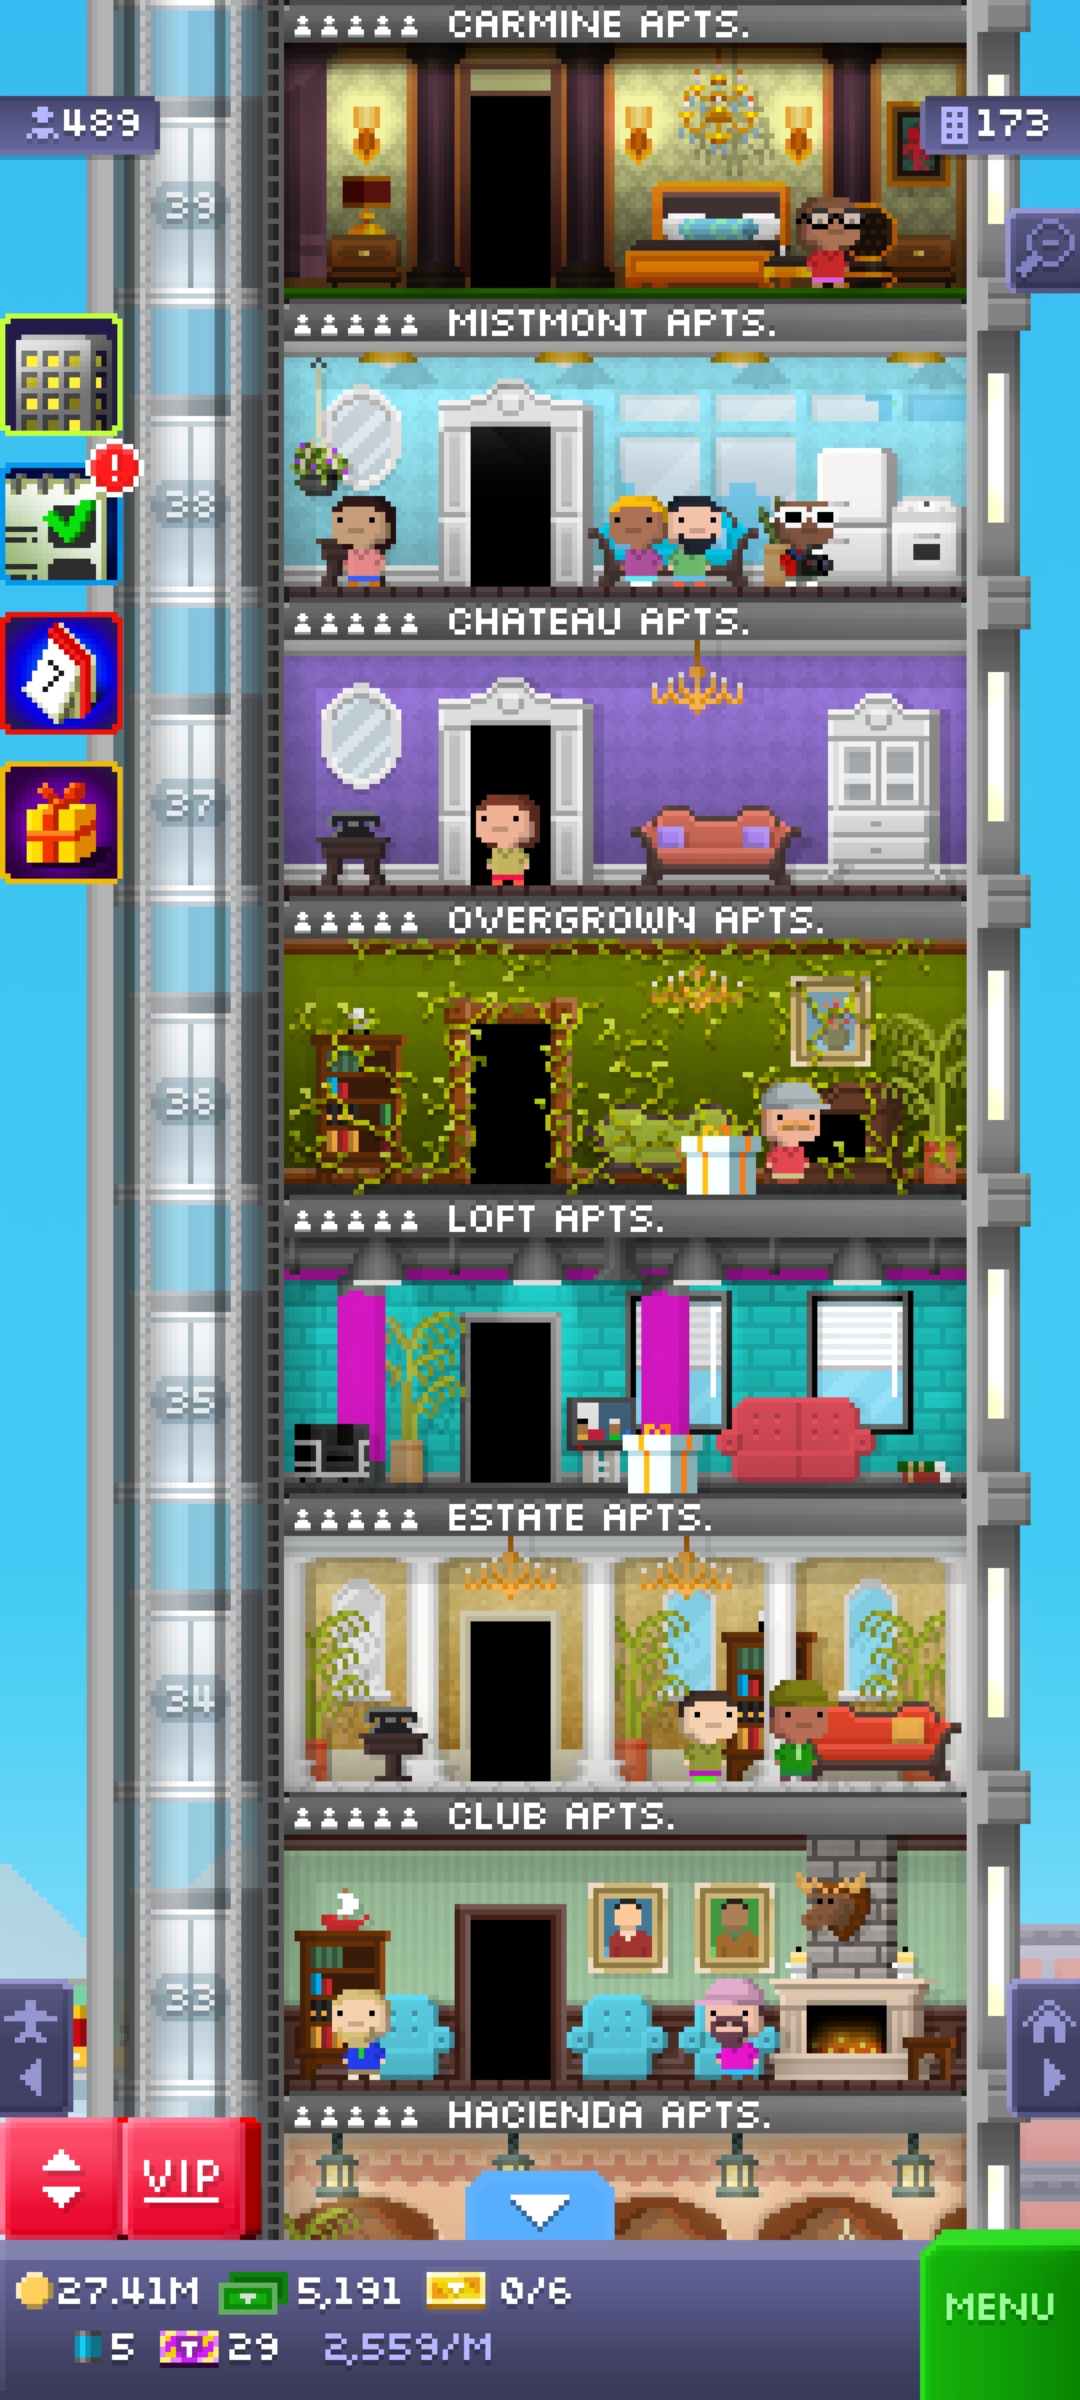 CARMINE APTS.
489
173
39
MISTMONT APTS.
38
CHATEAU APTS.
7
37
OVERGROWN APTS.
36
LOFT APTS.
35
ESTATE APTS.
34
CLUB APTS.
33
HACIENDA APTS.
VIP
27.41M 5,191 0/6
MENU
5 T 29 2,559/M